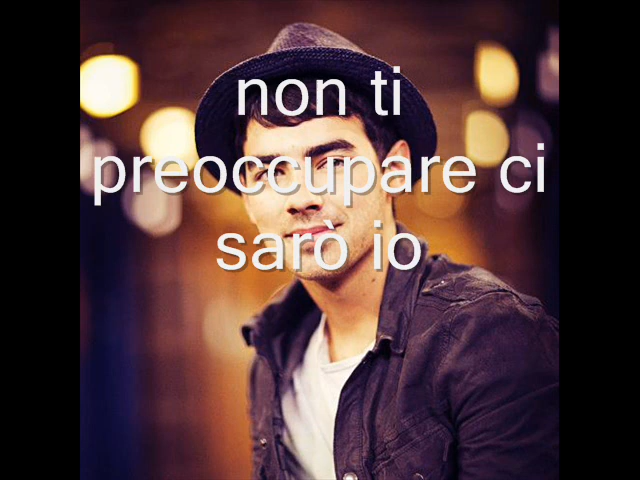 non ti
preoccupare ci
sarò io